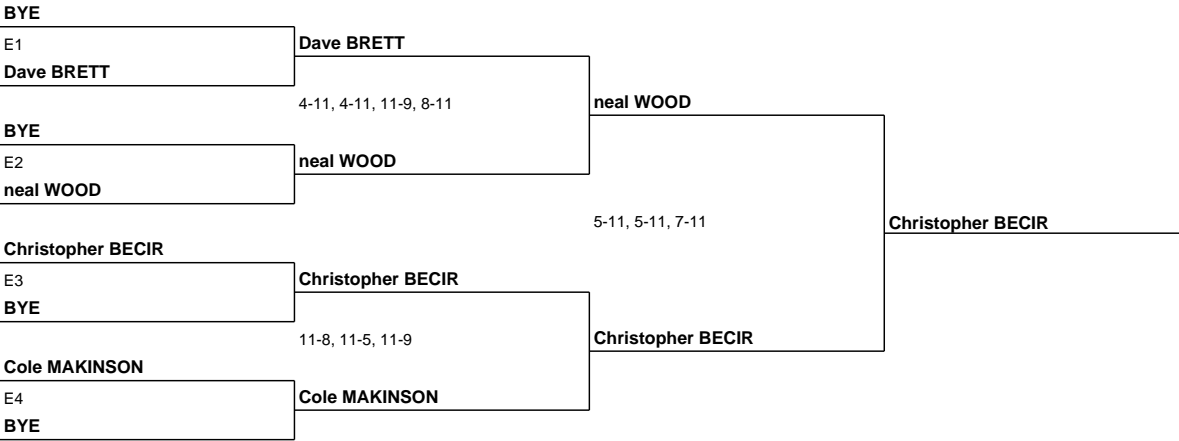 BYE
E1
Dave BRETT
BYE
E2
neal WOOD
Christopher BECIR
E3
BYE
Cole MAKINSON
E4
BYE
Dave BRETT
4-11, 4-11, 11-9, 8-11
neal WOOD
Christopher BECIR
11-8, 11-5, 11-9
Cole MAKINSON
neal WOOD
5-11, 5-11, 7-11
Christopher BECIR
Christopher BECIR